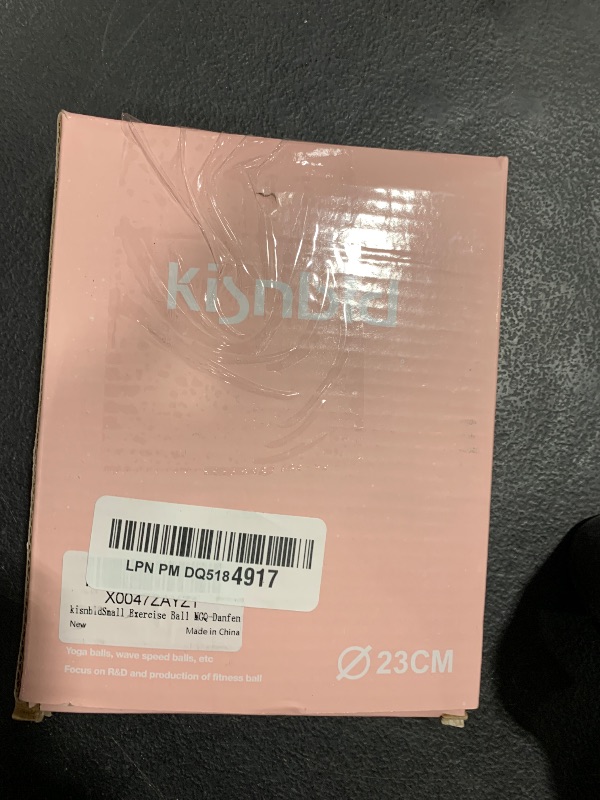 kisnbld
LPN PM DQ5184917
X0047ZAYZ1
kisnbldSmall Exercise Ball MGQ-Danfen
New
Made in China
Yoga balls, wave speed balls, etc
Focus on R&D and production of fitness ball
Ø 23CM